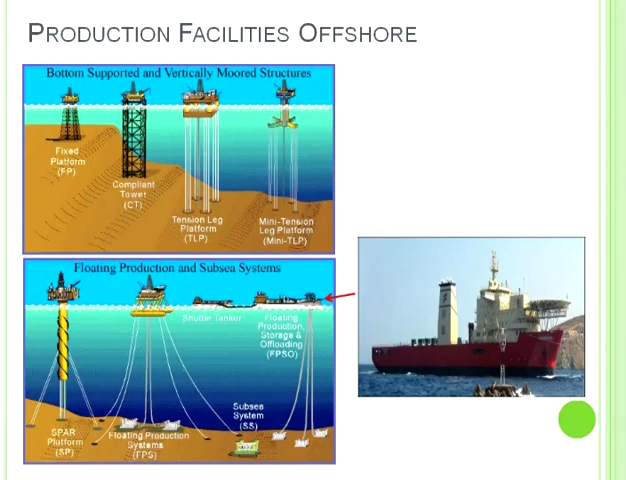 PRODUCTION FACILITIES OFFSHORE
Bottom Supported and Vertically Moored Structures
Fixed
Platform
(FP)
Compliant
Tower
(CT)
Tension Leg
Platform
(TLP)
Mini-Tension
Leg Platform
(Mini-TLP)
Floating Production and Subsea Systems
Shuttle Tanker
Floating
Production,
Storage &
Offloading
(FPSO)
Subsea
System
(SS)
SPAR
Platform
(SP)
Floating Production
Systems
(FPS)